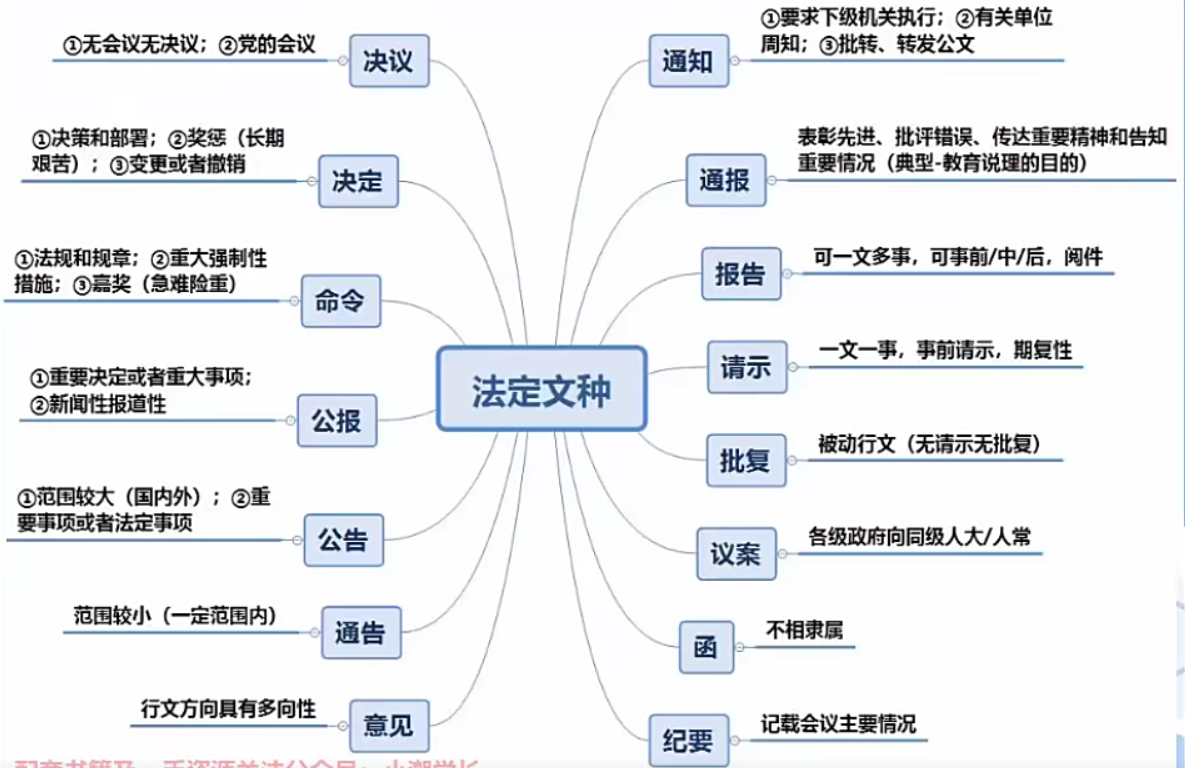 法定文种
①无会议无决议；②党的会议
决议
①决策和部署；②奖惩（长期
艰苦）；③变更或者撤销
决定
①法规和规章；②重大强制性
措施；③嘉奖（急难险重）
命令
①重要决定或者重大事项；
②新闻性报道性
公报
①范围较大（国内外）；②重
要事项或者法定事项
公告
范围较小（一定范围内）
通告
行文方向具有多向性
意见
通知
①要求下级机关执行；②有关单位
周知；③批转、转发公文
通报
表彰先进、批评错误、传达重要精神和告知
重要情况（典型-教育说理的目的）
报告
可一文多事，可事前/中/后，阅件
请示
一文一事，事前请示，期复性
批复
被动行文（无请示无批复）
议案
各级政府向同级人大/人常
函
不相隶属
纪要
记载会议主要情况